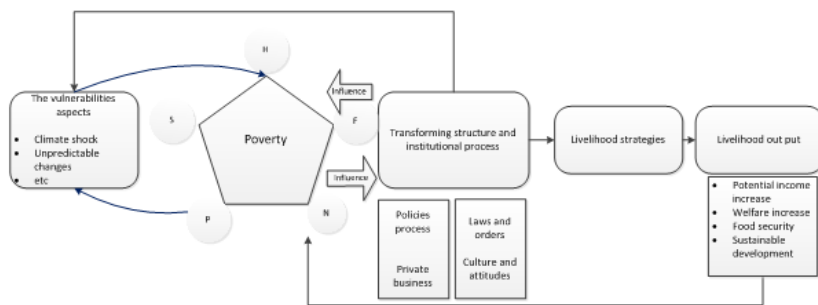 H
The vulnerabilities
aspects
Climate shock
Unpredictable
changes
etc
S
Poverty
Influence
F
Influence
P
N
Transforming structure and
institutional process
Policies
process
Private
business
Laws and
orders
Culture and
attitudes
Livelihood strategies
Livelihood out put
Potential income
increase
Welfare increase
Food security
Sustainable
development